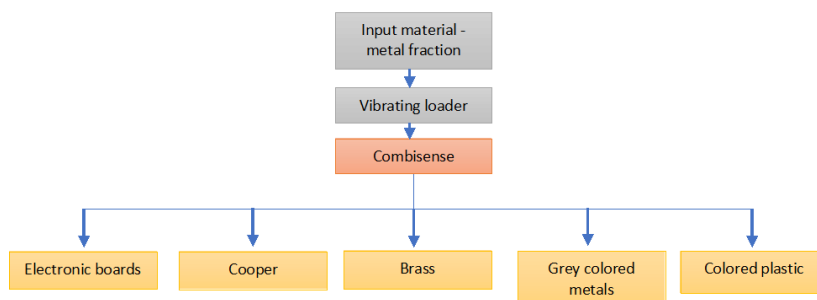 Input material -
metal fraction
Vibrating loader
Combisense
Electronic boards
Cooper
Brass
Grey colored
metals
Colored plastic